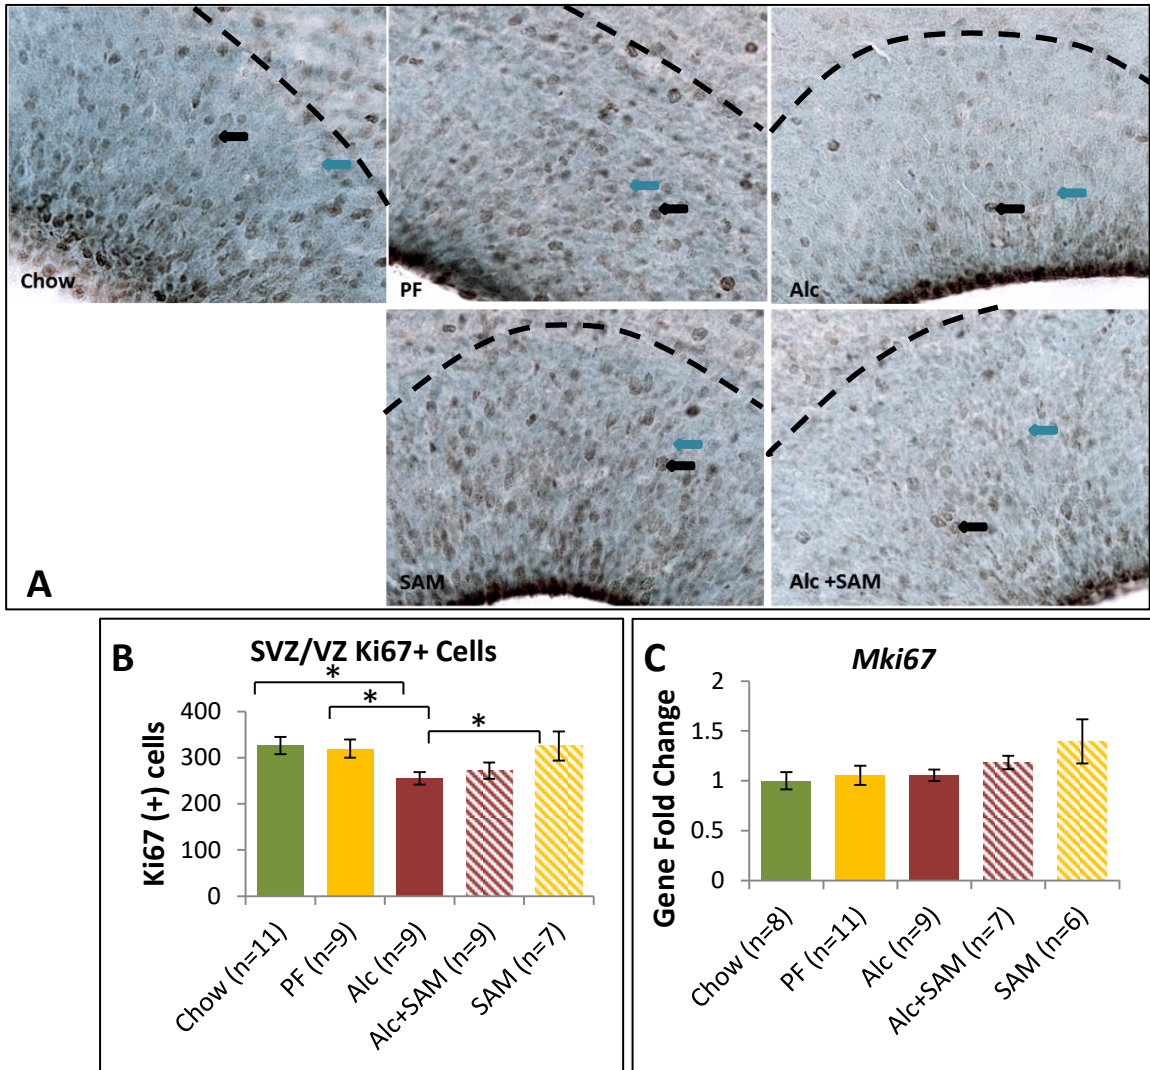 Chow
PF
Alc
SAM
Alc +SAM
A
B
SVZ/VZ Ki67+ Cells
*
*
*
Ki67 (+) cells
400
300
200
100
0
Chow (n=11)
PF (n=9)
Alc (n=9)
Alc+SAM (n=9)
SAM (n=7)
C
Mki67
Gene Fold Change
2
1.5
1
0.5
0
Chow (n=8)
PF (n=11)
Alc (n=9)
Alc+SAM (n=7)
SAM (n=6)